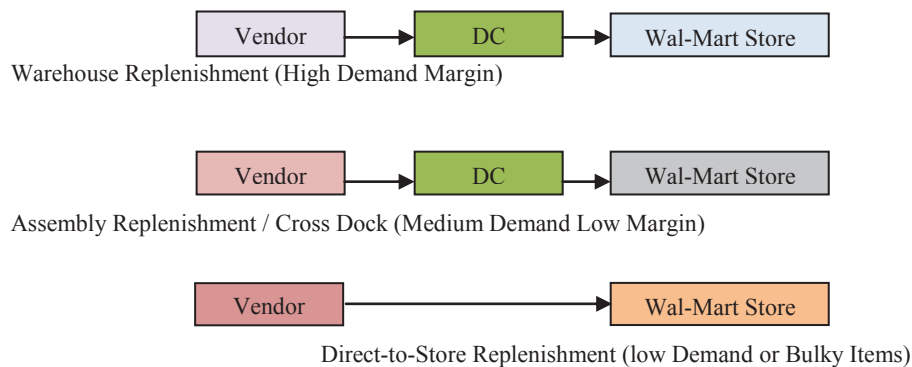 Vendor DC Wal-Mart Store
Warehouse Replenishment (High Demand Margin)
Vendor DC Wal-Mart Store
Assembly Replenishment / Cross Dock (Medium Demand Low Margin)
Vendor Wal-Mart Store
Direct-to-Store Replenishment (low Demand or Bulky Items)